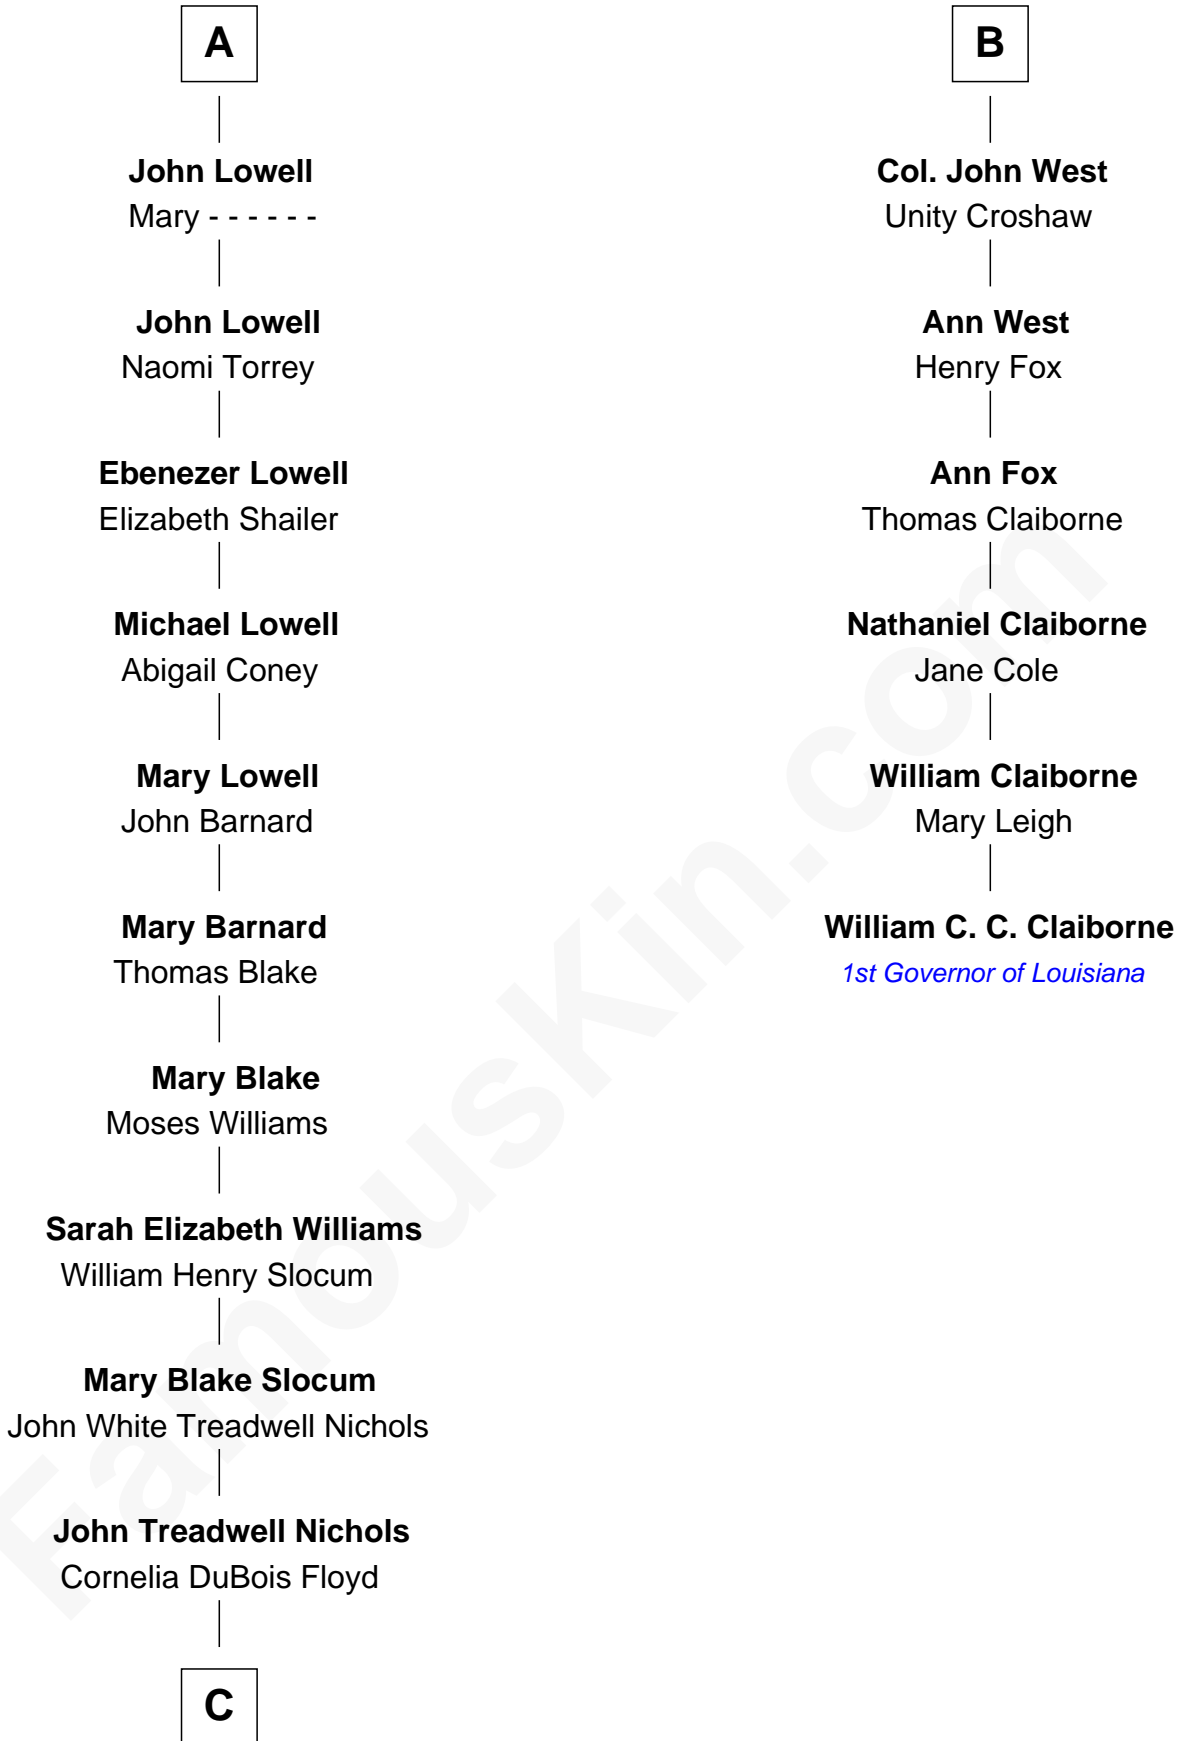 A
John Lowell
Mary - - - - - -
John Lowell
Naomi Torrey
Ebenezer Lowell
Elizabeth Shailer
Michael Lowell
Abigail Coney
Mary Lowell
John Barnard
Mary Barnard
Thomas Blake
Mary Blake
Moses Williams
Sarah Elizabeth Williams
William Henry Slocum
Mary Blake Slocum
John White Treadwell Nichols
John Treadwell Nichols
Cornelia DuBois Floyd
C
B
Col. John West
Unity Croshaw
Ann West
Henry Fox
Ann Fox
Thomas Claiborne
Nathaniel Claiborne
Jane Cole
William Claiborne
Mary Leigh
William C. C. Claiborne
1st Governor of Louisiana
FamousKin.com